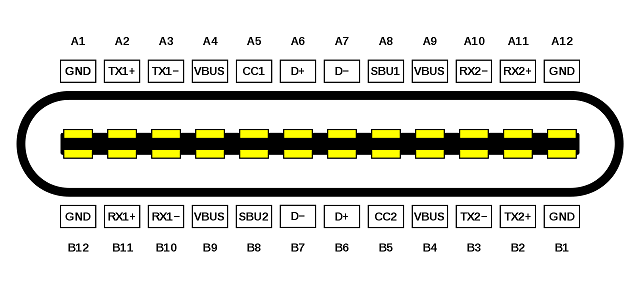 A1 A2 A3 A4 A5 A6 A7 A8 A9 A10 A11 A12
GND TX1+ TX1− VBUS CC1 D+ D− SBU1 VBUS RX2− RX2+ GND
GND RX1+ RX1− VBUS SBU2 D− D+ CC2 VBUS TX2− TX2+ GND
B12 B11 B10 B9 B8 B7 B6 B5 B4 B3 B2 B1